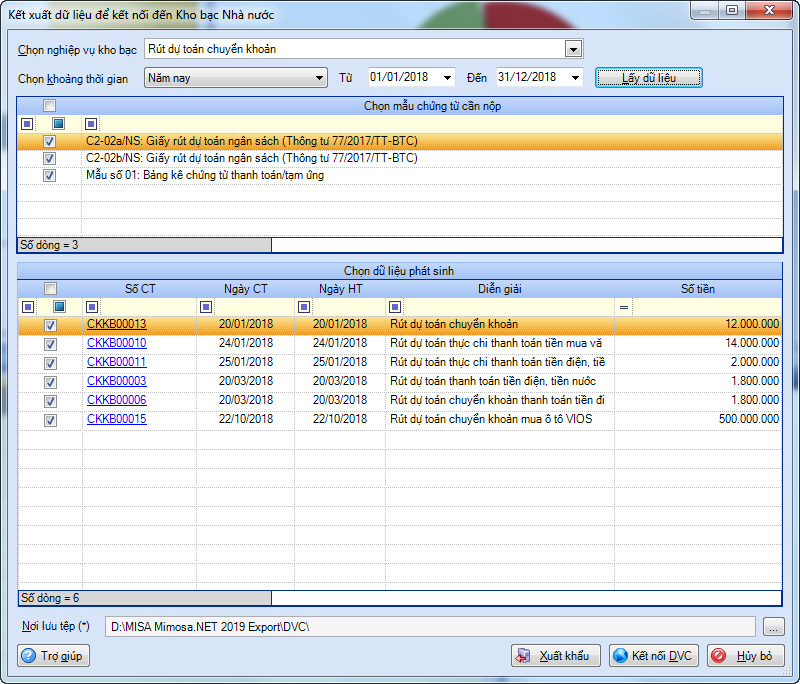 Kết xuất dữ liệu để kết nối đến Kho bạc Nhà nước
Chọn nghiệp vụ kho bạc Rút dự toán chuyển khoản
Chọn khoảng thời gian Năm nay Từ 01/01/2018 Đến 31/12/2018 Lấy dữ liệu
Chọn mẫu chứng từ cần nộp
C2-02a/NS: Giấy rút dự toán ngân sách (Thông tư 77/2017/TT-BTC)
C2-02b/NS: Giấy rút dự toán ngân sách (Thông tư 77/2017/TT-BTC)
Mẫu số 01: Bảng kê chứng từ thanh toán/tạm ứng
Số dòng = 3
Chọn dữ liệu phát sinh
Số CT Ngày CT Ngày HT Diễn giải Số tiền
=
CKKB00013 20/01/2018 20/01/2018 Rút dự toán chuyển khoản 12.000.000
CKKB00010 24/01/2018 24/01/2018 Rút dự toán thực chi thanh toán tiền mua vă 14.000.000
CKKB00011 25/01/2018 25/01/2018 Rút dự toán thực chi thanh toán tiền điện, tiề 2.000.000
CKKB00003 20/03/2018 20/03/2018 Rút dự toán thanh toán tiền điện, tiền nước 1.800.000
CKKB00006 20/03/2018 20/03/2018 Rút dự toán chuyển khoản thanh toán tiền đi 1.800.000
CKKB00015 22/10/2018 22/10/2018 Rút dự toán chuyển khoản mua ô tô VIOS 500.000.000
Số dòng = 6
Nơi lưu tệp (*) D:\MISA Mimosa.NET 2019 Export\DVC\ ...
Trợ giúp Xuất khẩu Kết nối DVC Hủy bỏ